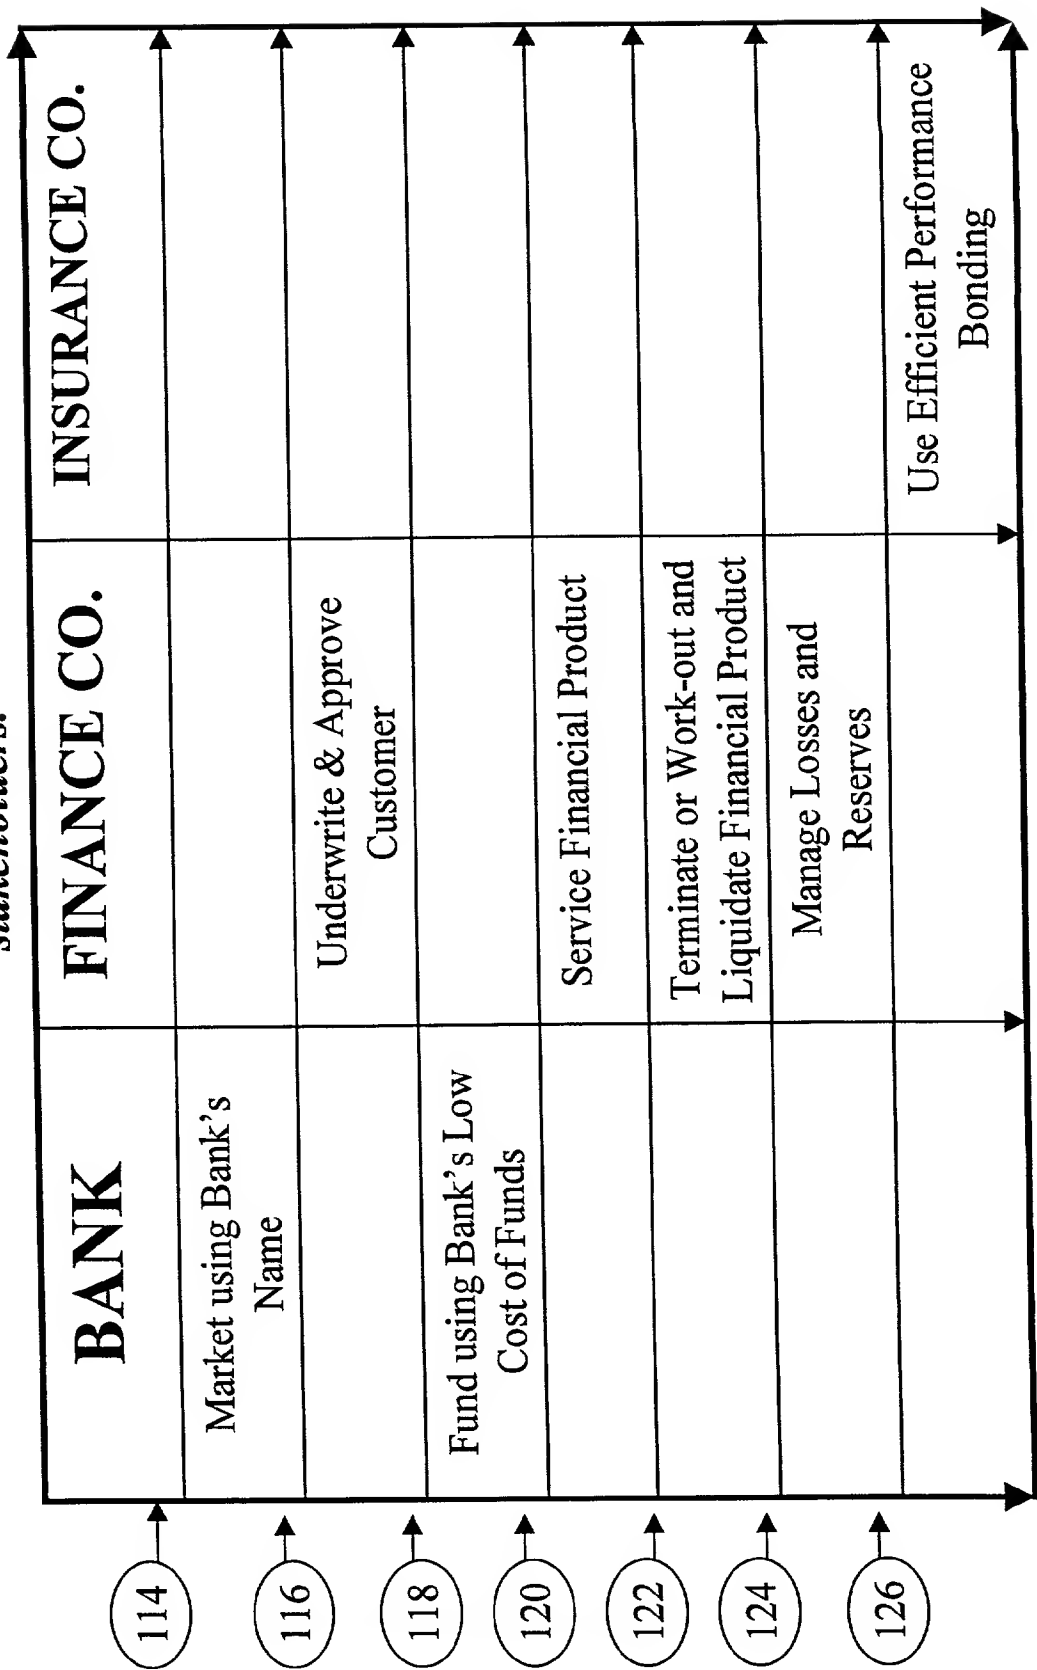 stakeholders.
BANK
FINANCE CO.
INSURANCE CO.
114
Market using Bank's
Name
116
Underwrite & Approve
Customer
118
Fund using Bank's Low
Cost of Funds
120
Service Financial Product
122
Terminate or Work-out and
Liquidate Financial Product
124
Manage Losses and
Reserves
126
Use Efficient Performance
Bonding